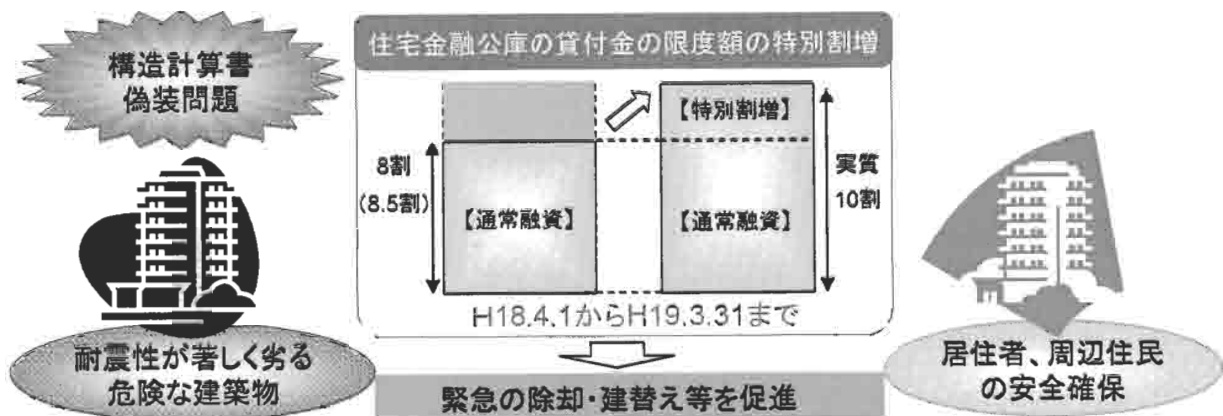 構造計算書
偽装問題
耐震性が著しく劣る
危険な建築物
住宅金融公庫の貸付金の限度額の特別割増
8割
(8.5割)
【通常融資】
【特別割増】
【通常融資】
実質
10割
H18.4.1からH19.3.31まで
緊急の除却・建替え等を促進
居住者、周辺住民
の安全確保